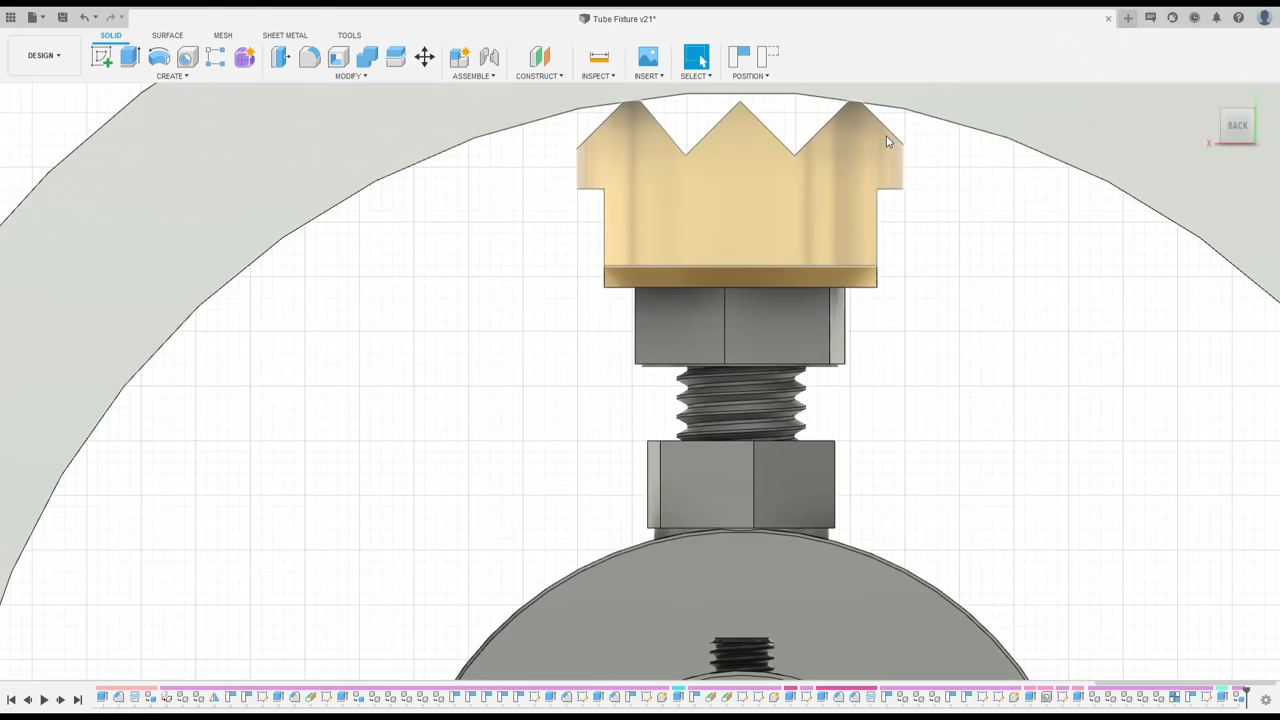 Tube Fixture v21*
SOLID SURFACE MESH SHEET METAL TOOLS
DESIGN
CREATE MODIFY ASSEMBLE CONSTRUCT INSPECT INSERT SELECT POSITION
BACK
X